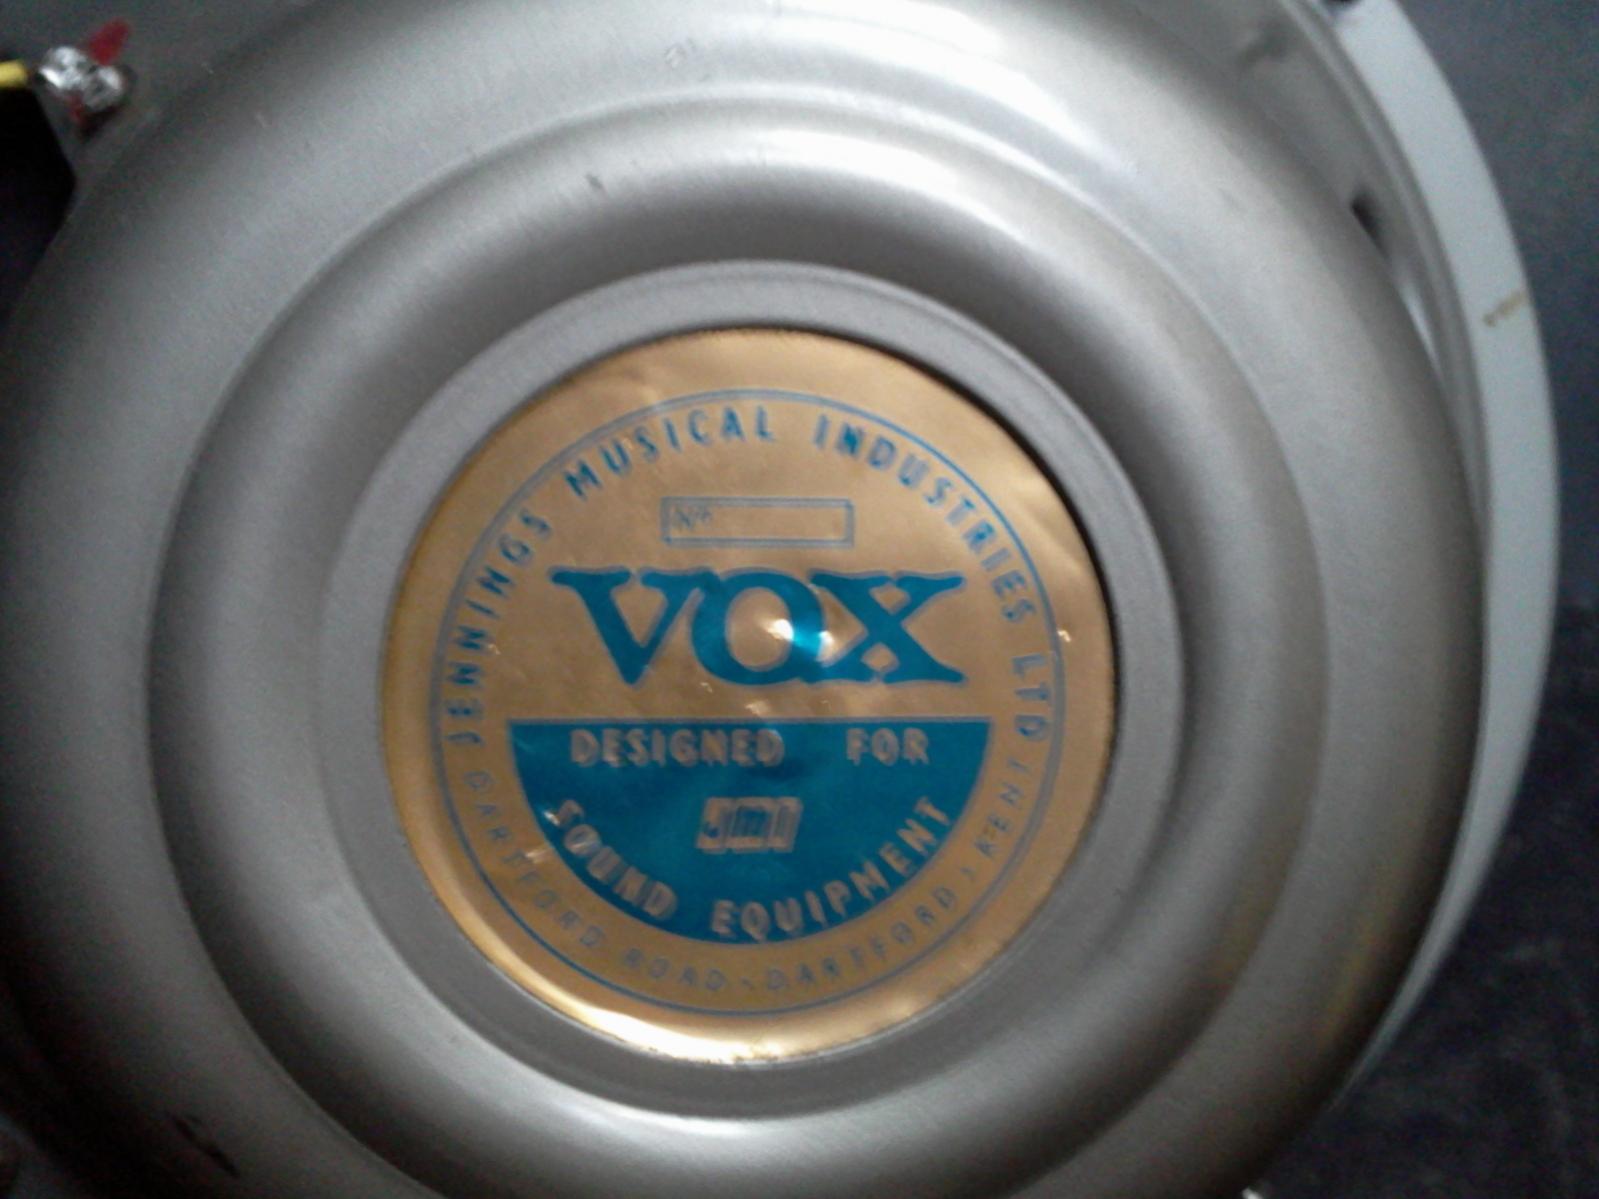 JENNINGS MUSICAL INDUSTRIES LTD
Nº
VOX
DESIGNED FOR
JMI
SOUND EQUIPMENT
DARTFORD ROAD · DARTFORD , KENT